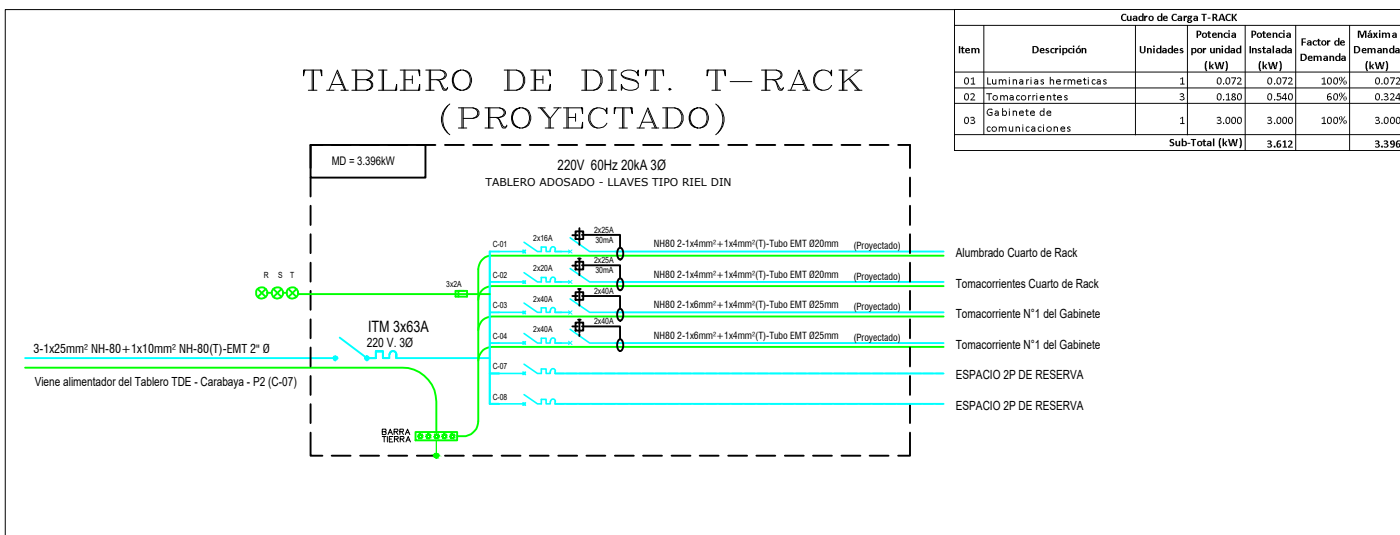 Cuadro de Carga T-RACK
Item Descripción Unidades Potencia por unidad (kW) Potencia Instalada (kW) Factor de Demanda Máxima Demanda (kW)
01 Luminarias hermeticas 1 0.072 0.072 100% 0.072
02 Tomacorrientes 3 0.180 0.540 60% 0.324
03 Gabinete de comunicaciones 1 3.000 3.000 100% 3.000
Sub-Total (kW) 3.612 3.396
TABLERO DE DIST. T-RACK
(PROYECTADO)
MD = 3.396kW
220V 60Hz 20kA 3Ø
TABLERO ADOSADO - LLAVES TIPO RIEL DIN
C-01 2x16A 2x25A 30mA NH80 2-1x4mm²+1x4mm²(T)-Tubo EMT Ø20mm (Proyectado) Alumbrado Cuarto de Rack
C-02 2x20A 2x25A 30mA NH80 2-1x4mm²+1x4mm²(T)-Tubo EMT Ø20mm (Proyectado) Tomacorrientes Cuarto de Rack
R S T
3x2A
C-03 2x40A 2x40A NH80 2-1x6mm²+1x4mm²(T)-Tubo EMT Ø25mm (Proyectado) Tomacorriente N°1 del Gabinete
C-04 2x40A 2x40A NH80 2-1x6mm²+1x4mm²(T)-Tubo EMT Ø25mm (Proyectado) Tomacorriente N°1 del Gabinete
ITM 3x63A
220 V. 3Ø
3-1x25mm² NH-80+1x10mm² NH-80(T)-EMT 2" Ø
Viene alimentador del Tablero TDE - Carabaya - P2 (C-07)
C-07 ESPACIO 2P DE RESERVA
C-08 ESPACIO 2P DE RESERVA
BARRA
TIERRA